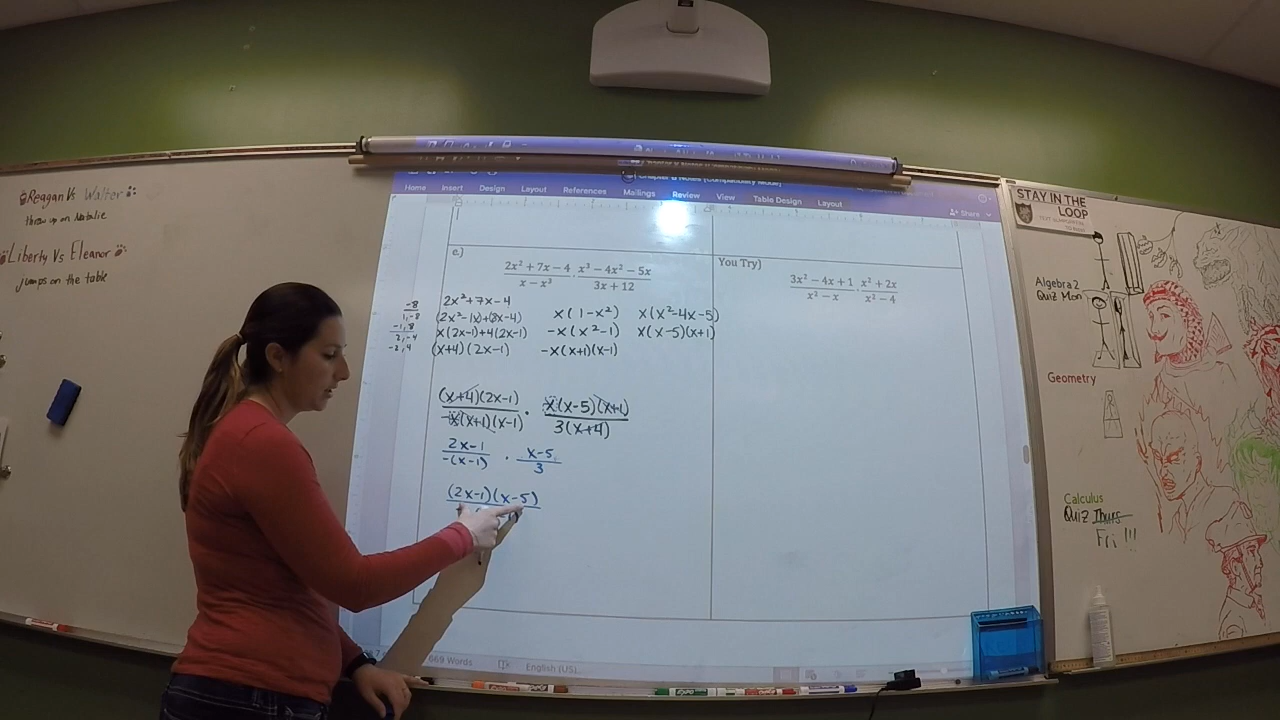 Reagan Vs Walter
throw up on Natalie
Liberty Vs Eleanor
jumps on the table
Home Insert Design Layout References Mailings Review View Table Design Layout
Share
c.)
2x² + 7x − 4 / x − x³ · x³ − 4x² − 5x / 3x + 12
You Try)
3x² − 4x + 1 / x² − x · x² + 2x / x² − 4
-8
1, -8
-1, 8
2, -4
-2, 4
2x²+7x-4
(2x²-1x)+(8x-4)
x(2x-1)+4(2x-1)
(x+4)(2x-1)
x(1-x²)
-x(x²-1)
-x(x+1)(x-1)
x(x²-4x-5)
x(x-5)(x+1)
(x+4)(2x-1) / -x(x+1)(x-1) · x(x-5)(x+1) / 3(x+4)
2x-1 / -(x-1) · x-5 / 3
(2x-1)(x-5)
669 Words English (US)
STAY IN THE
LOOP
Algebra 2
Quiz Mon
Geometry
Calculus
Quiz Thurs
Fri!!!